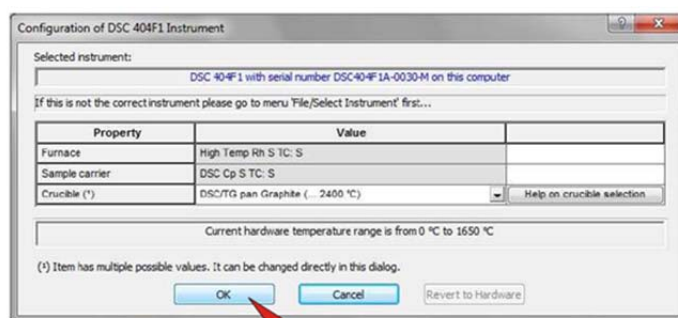 Configuration of DSC 404F1 Instrument
Selected instrument:
DSC 404F1 with serial number DSC404F1A-0030-M on this computer
If this is not the correct instrument please go to menu 'File/Select Instrument' first...
Property Value
Furnace High Temp Rh S TC: S
Sample carrier DSC Cp S TC: S
Crucible (¹) DSC/TG pan Graphite (... 2400 °C) Help on crucible selection
Current hardware temperature range is from 0 °C to 1650 °C
(¹) Item has multiple possible values. It can be changed directly in this dialog.
OK Cancel Revert to Hardware